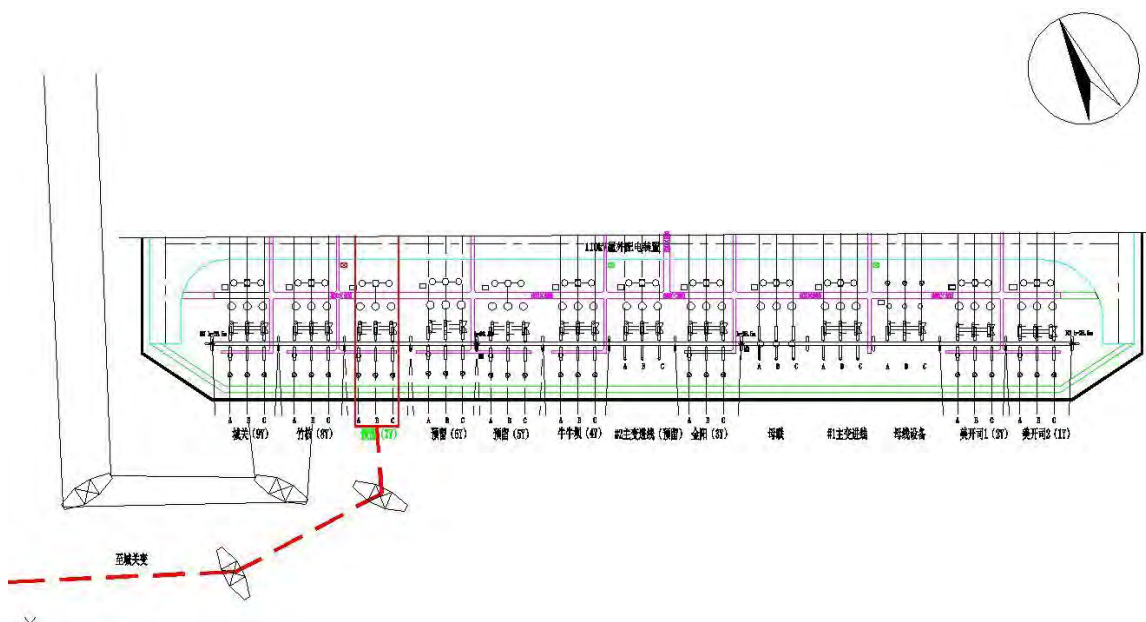 110kV屋外配电装置
A B C A B C A B C A B C A B C A B C A B C A B C A B C A B C A B C A B C A B C
城关 (9Y) 竹核 (8Y) 预留 (7Y) 预留 (6Y) 预留 (5Y) 牛牛坝 (4Y) #2主变进线 (预留) 金阳 (3Y) 母联 #1主变进线 母线设备 美开司1 (2Y) 美开司2 (1Y)
至城关变